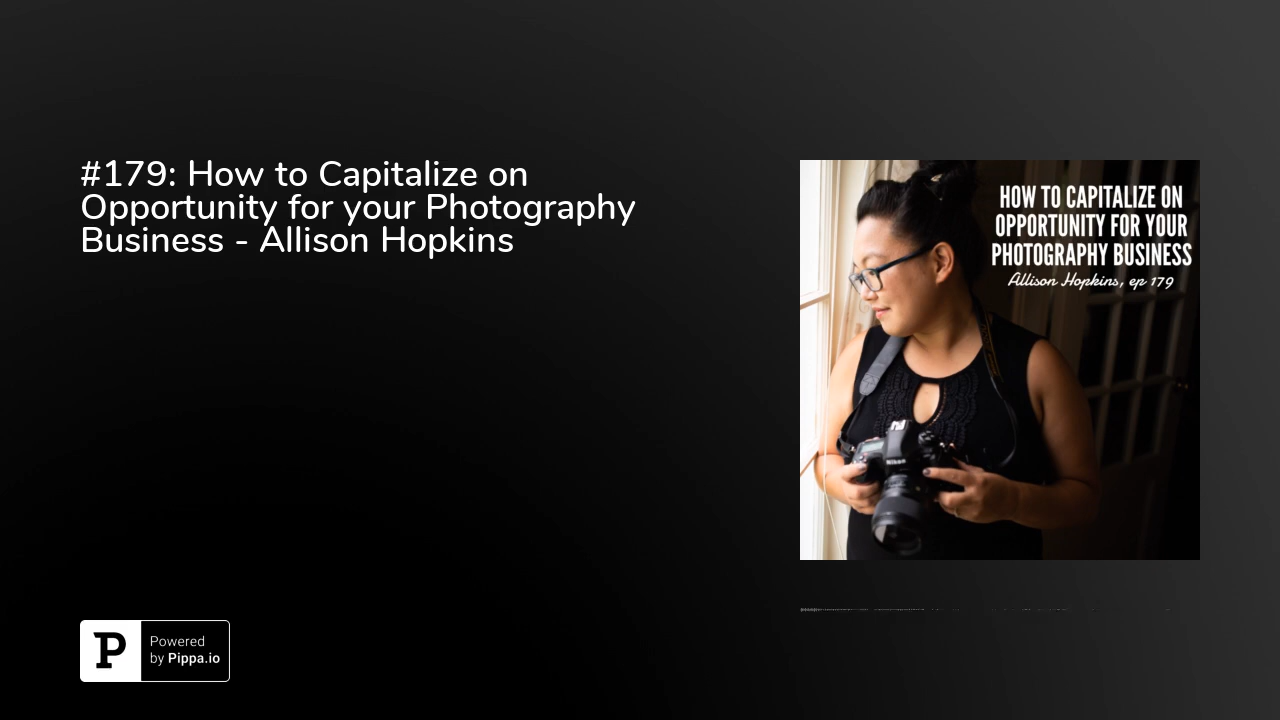 #179: How to Capitalize on
Opportunity for your Photography
Business - Allison Hopkins
HOW TO CAPITALIZE ON
OPPORTUNITY FOR YOUR
PHOTOGRAPHY BUSINESS
Allison Hopkins, ep 179
Nikon
P
Powered
by Pippa.io